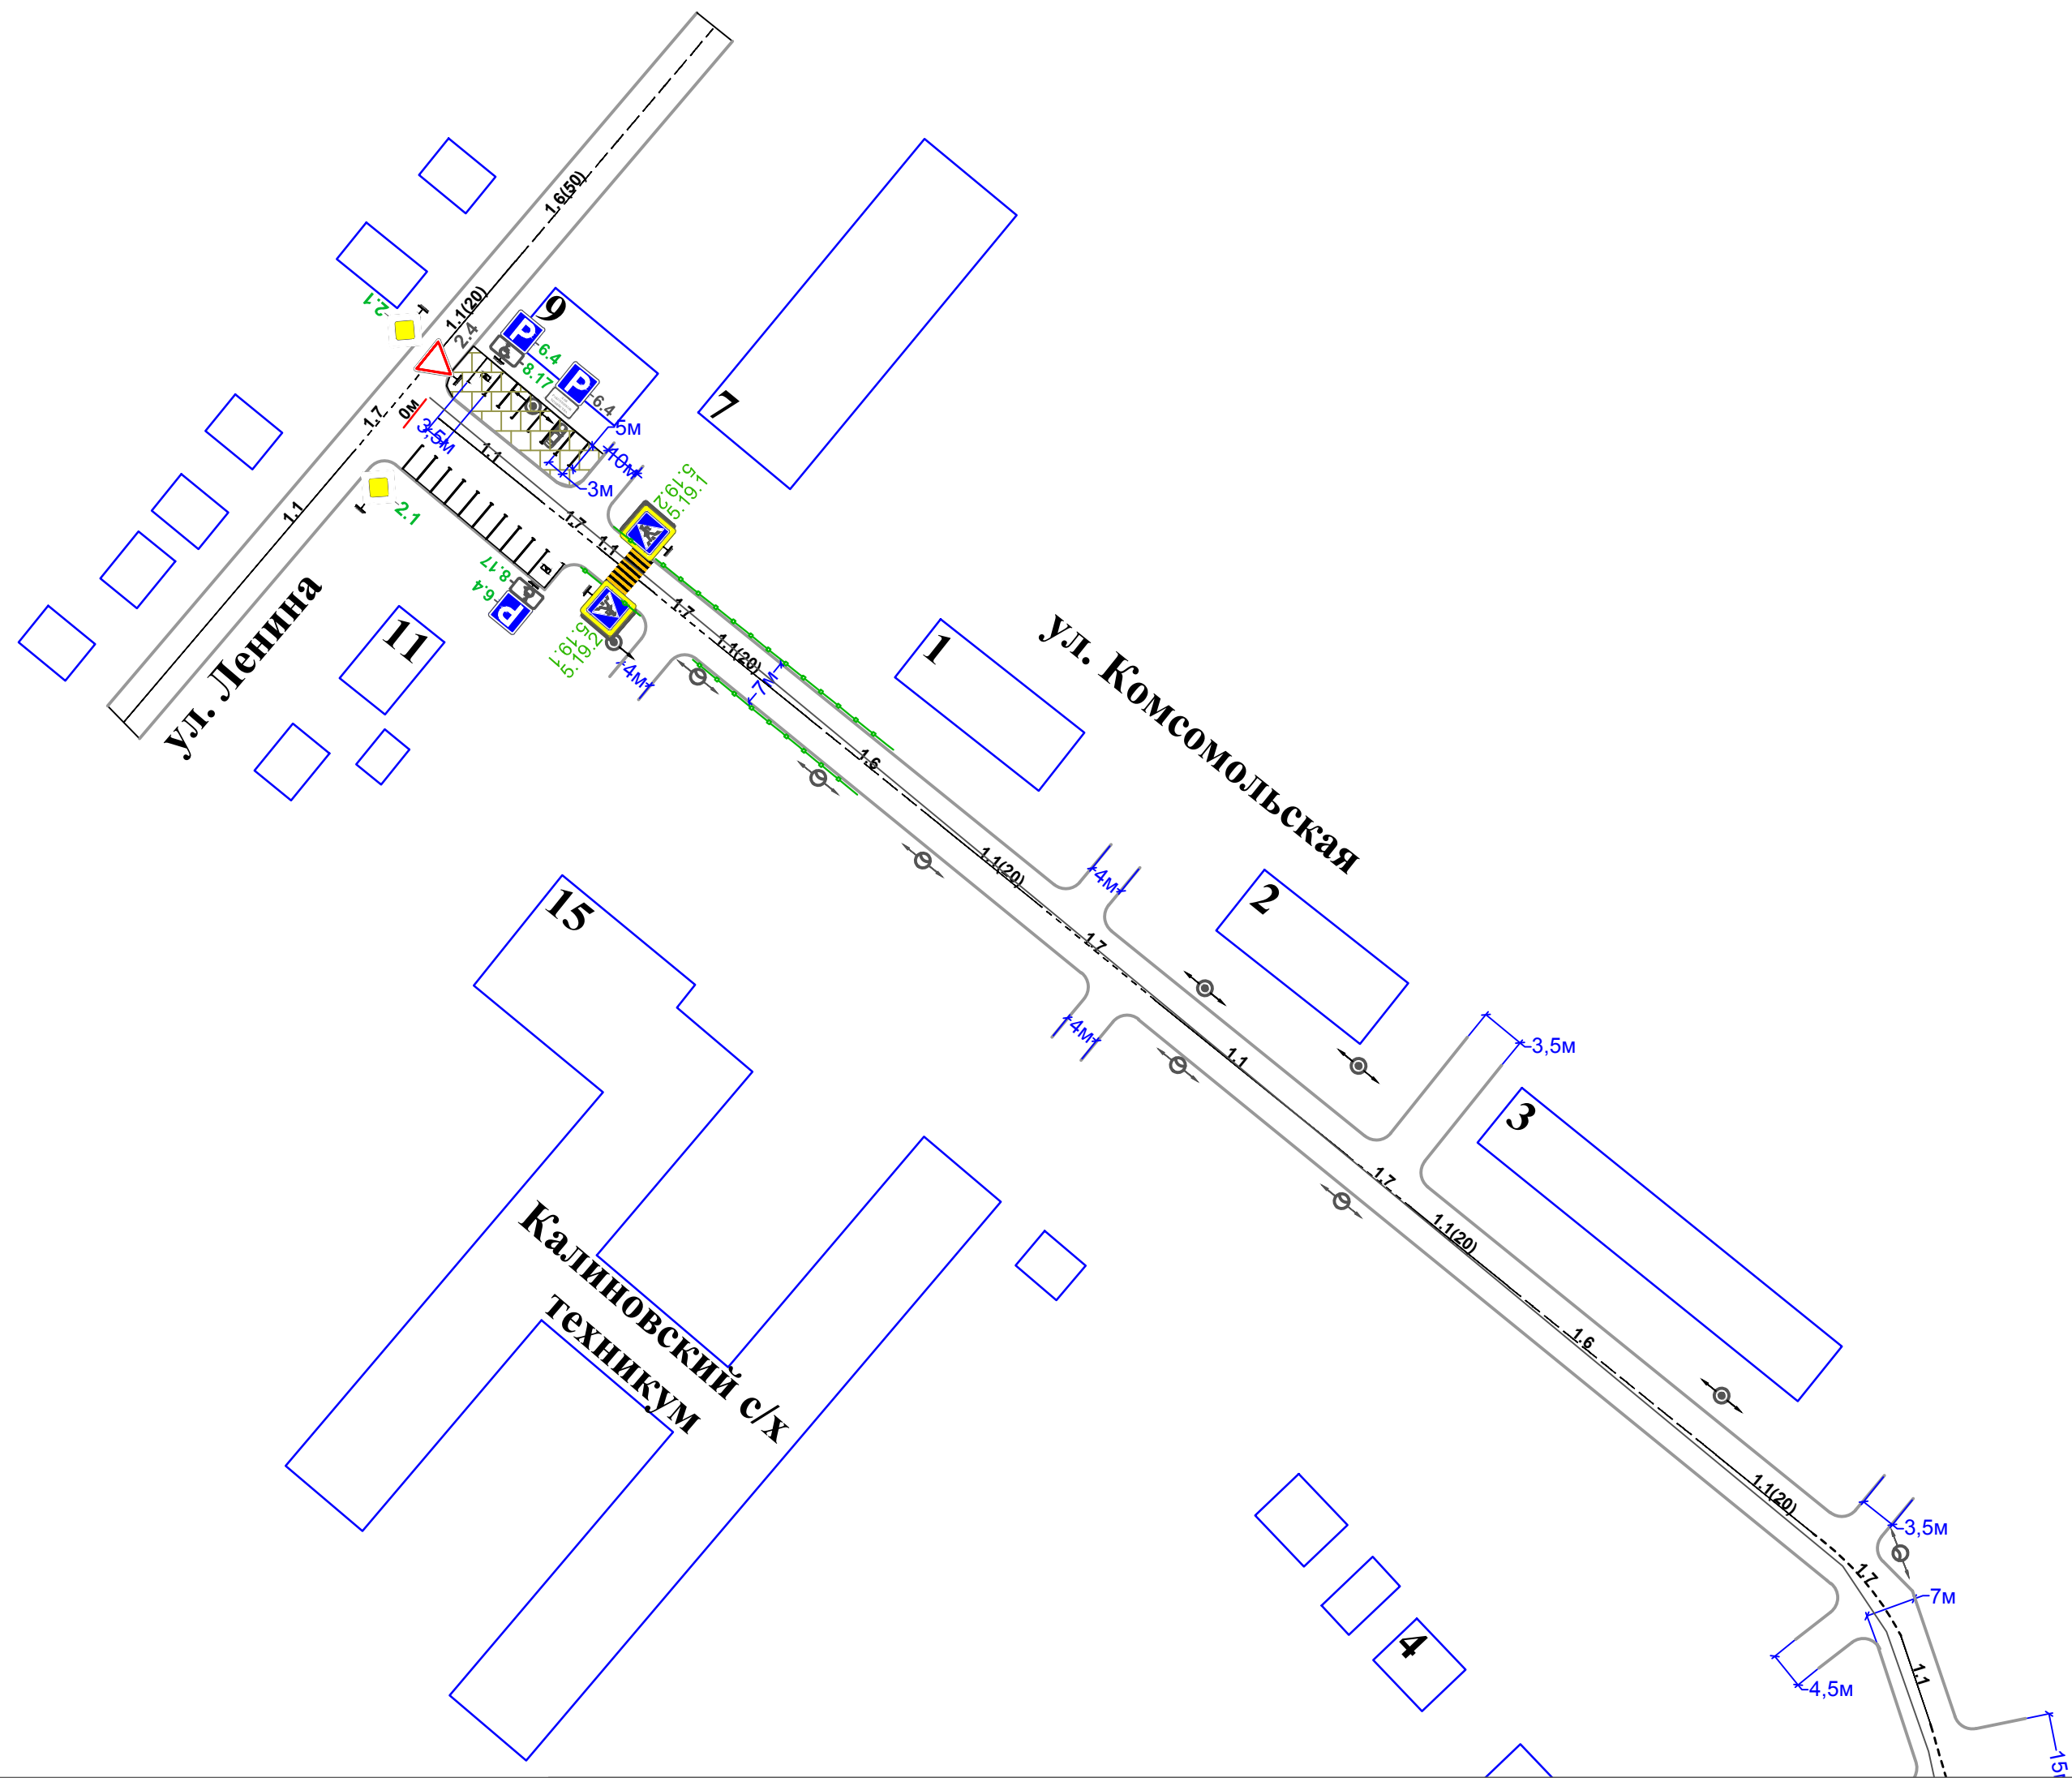 1.6(50)
1.1(20)
2.4
2.1
9
P
6.4
8.17
P
6.4
7
1.7
0м
3,5м
5м
10м
3м
1.1
1.1
2.1
1.7
1.1
5.19.2
5.19.1
8.17
6.4
P
5.19.2
5.19.1
4м
1.7
1.1(20)
7м
11
ул. Ленина
1
ул. Комсомольская
1.6
1.1(20)
4м
2
15
1.7
4м
1.1
3,5м
3
1.7
1.1(20)
Калиновский с/х
техникум
1.6
1.1(20)
3,5м
1.7
7м
4
1.1
4,5м